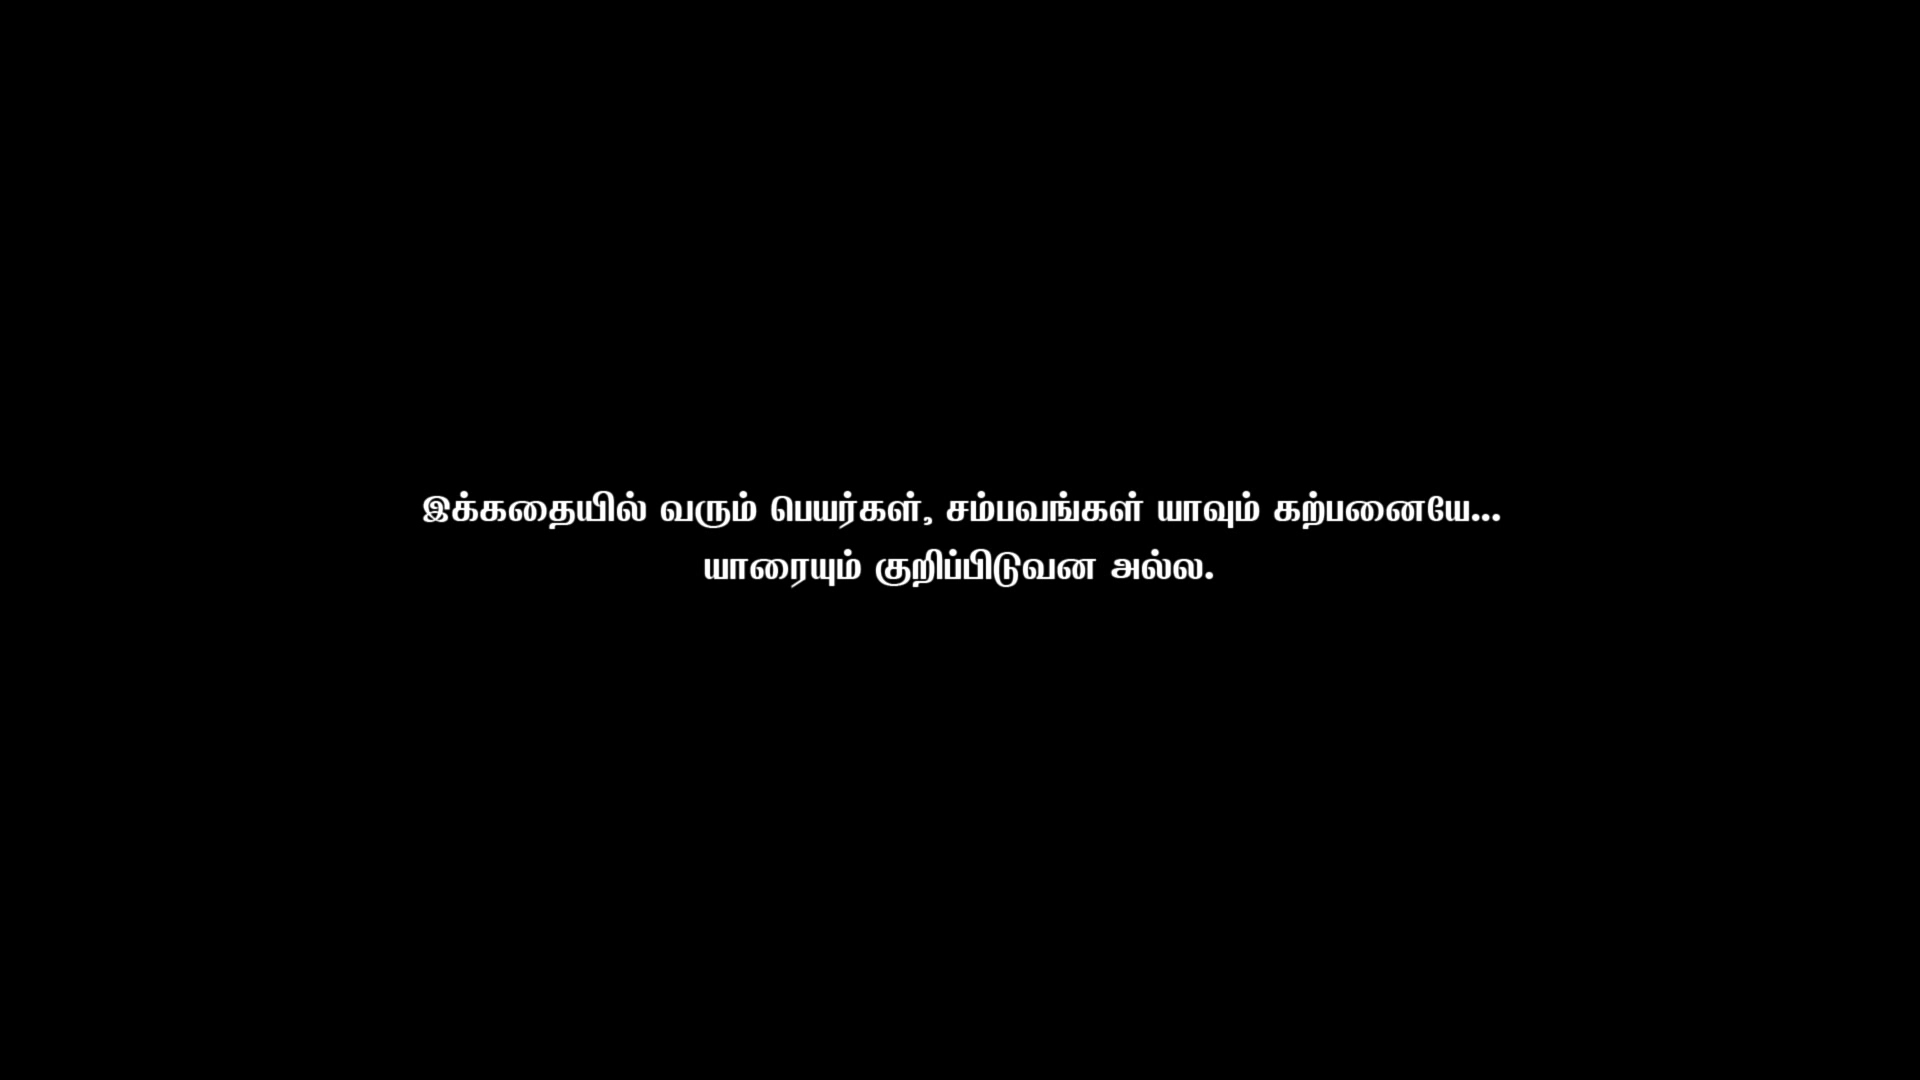 இக்கதையில் வரும் பெயர்கள், சம்பவங்கள் யாவும் கற்பனையே...
யாரையும் குறிப்பிடுவன அல்ல.